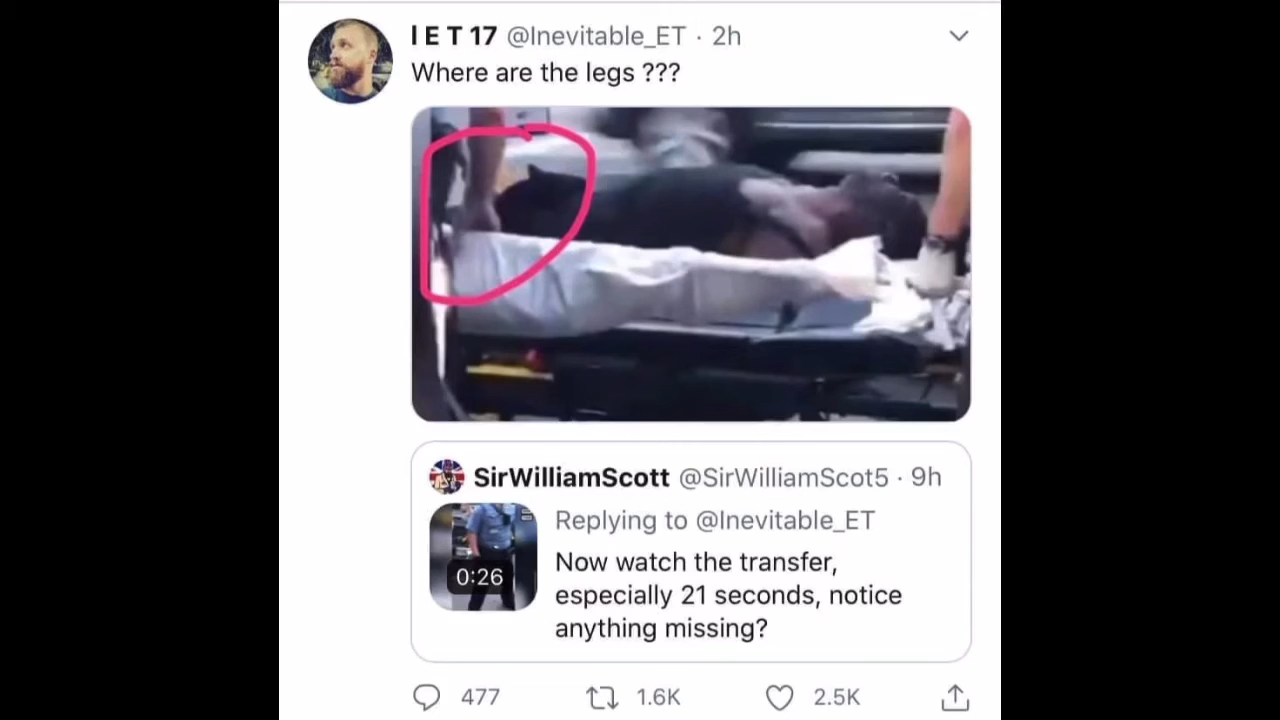 I E T 17 @Inevitable_ET · 2h
Where are the legs ???
SirWilliamScott @SirWilliamScot5 · 9h
Replying to @Inevitable_ET
0:26
Now watch the transfer,
especially 21 seconds, notice
anything missing?
477 1.6K 2.5K